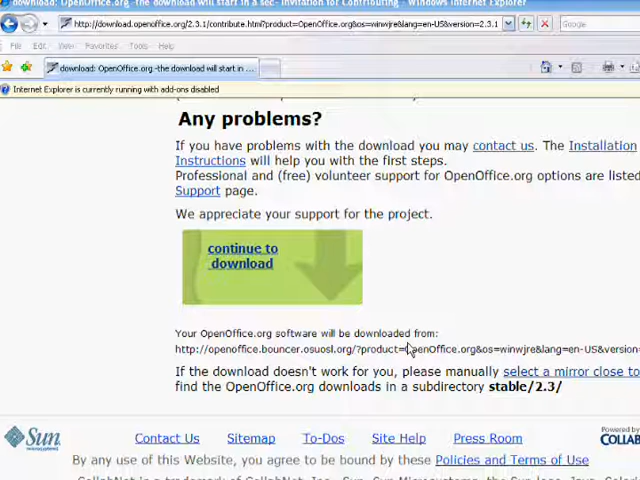 download: OpenOffice.org -the download will start in a sec - Invitation for Contributing - Windows Internet Explorer
http://download.openoffice.org/2.3.1/contribute.html?product=OpenOffice.org&os=winwjre&lang=en-US&version=2.3.1
Google
File Edit View Favorites Tools Help
download: OpenOffice.org -the download will start in ...
Internet Explorer is currently running with add-ons disabled
Any problems?
If you have problems with the download you may contact us. The Installation
Instructions will help you with the first steps.
Professional and (free) volunteer support for OpenOffice.org options are listed
Support page.
We appreciate your support for the project.
continue to
download
Your OpenOffice.org software will be downloaded from:
http://openoffice.bouncer.osuosl.org/?product=OpenOffice.org&os=winwjre&lang=en-US&version=
If the download doesn't work for you, please manually select a mirror close to
find the OpenOffice.org downloads in a subdirectory stable/2.3/
Sun
Contact Us Sitemap To-Dos Site Help Press Room
Powered by
COLLAB
By any use of this Website, you agree to be bound by these Policies and Terms of Use